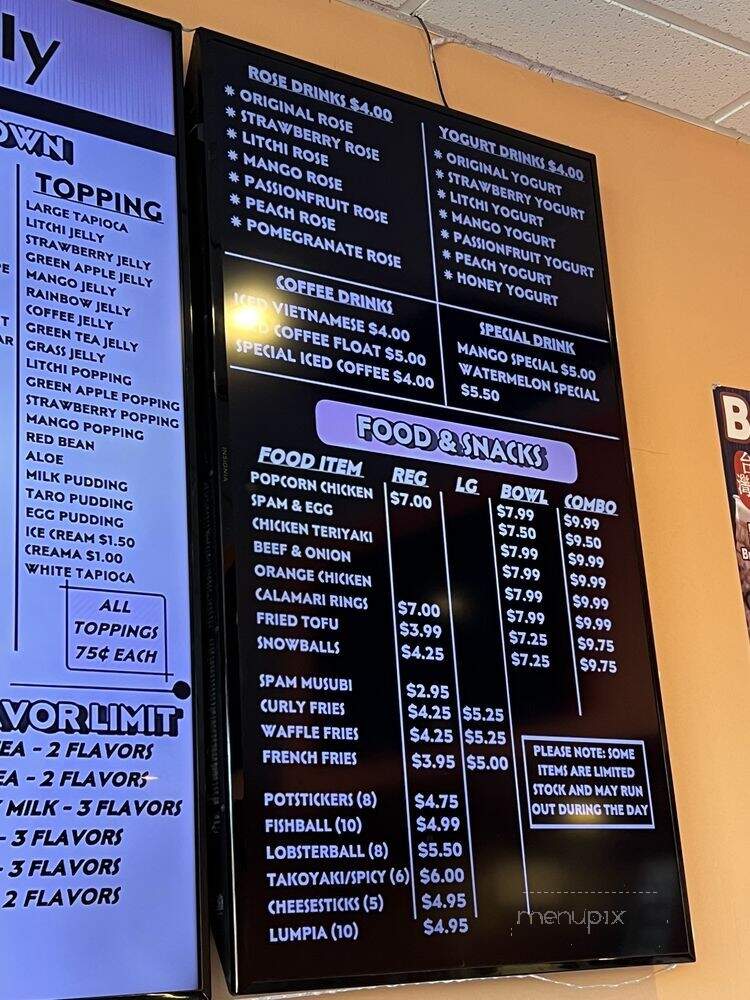 ly
OWN
TOPPING
LARGE TAPIOCA
LITCHI JELLY
STRAWBERRY JELLY
GREEN APPLE JELLY
MANGO JELLY
RAINBOW JELLY
COFFEE JELLY
GREEN TEA JELLY
GRASS JELLY
LITCHI POPPING
GREEN APPLE POPPING
STRAWBERRY POPPING
MANGO POPPING
RED BEAN
ALOE
MILK PUDDING
TARO PUDDING
EGG PUDDING
ICE CREAM $1.50
CREAMA $1.00
WHITE TAPIOCA
ALL
TOPPINGS
75¢ EACH
VOR LIMIT
EA - 2 FLAVORS
EA - 2 FLAVORS
MILK - 3 FLAVORS
- 3 FLAVORS
- 3 FLAVORS
2 FLAVORS
ROSE DRINKS $4.00
* ORIGINAL ROSE
* STRAWBERRY ROSE
* LITCHI ROSE
* MANGO ROSE
* PASSIONFRUIT ROSE
* PEACH ROSE
* POMEGRANATE ROSE
YOGURT DRINKS $4.00
* ORIGINAL YOGURT
* STRAWBERRY YOGURT
* LITCHI YOGURT
* MANGO YOGURT
* PASSIONFRUIT YOGURT
* PEACH YOGURT
* HONEY YOGURT
COFFEE DRINKS
ICED VIETNAMESE $4.00
COFFEE FLOAT $5.00
SPECIAL ICED COFFEE $4.00
SPECIAL DRINK
MANGO SPECIAL $5.00
WATERMELON SPECIAL
$5.50
FOOD & SNACKS
FOOD ITEM REG LG BOWL COMBO
POPCORN CHICKEN $7.00 $7.99 $9.99
SPAM & EGG $7.50 $9.50
CHICKEN TERIYAKI $7.99 $9.99
BEEF & ONION $7.99 $9.99
ORANGE CHICKEN $7.99 $9.99
CALAMARI RINGS $7.00 $7.99 $9.99
FRIED TOFU $3.99 $7.25 $9.75
SNOWBALLS $4.25 $7.25 $9.75
SPAM MUSUBI $2.95
CURLY FRIES $4.25 $5.25
WAFFLE FRIES $4.25 $5.25
FRENCH FRIES $3.95 $5.00
POTSTICKERS (8) $4.75
FISHBALL (10) $4.99
LOBSTERBALL (8) $5.50
TAKOYAKI/SPICY (6) $6.00
CHEESESTICKS (5) $4.95
LUMPIA (10) $4.95
PLEASE NOTE: SOME
ITEMS ARE LIMITED
STOCK AND MAY RUN
OUT DURING THE DAY
INSIGNIA
B
台灣
menupix